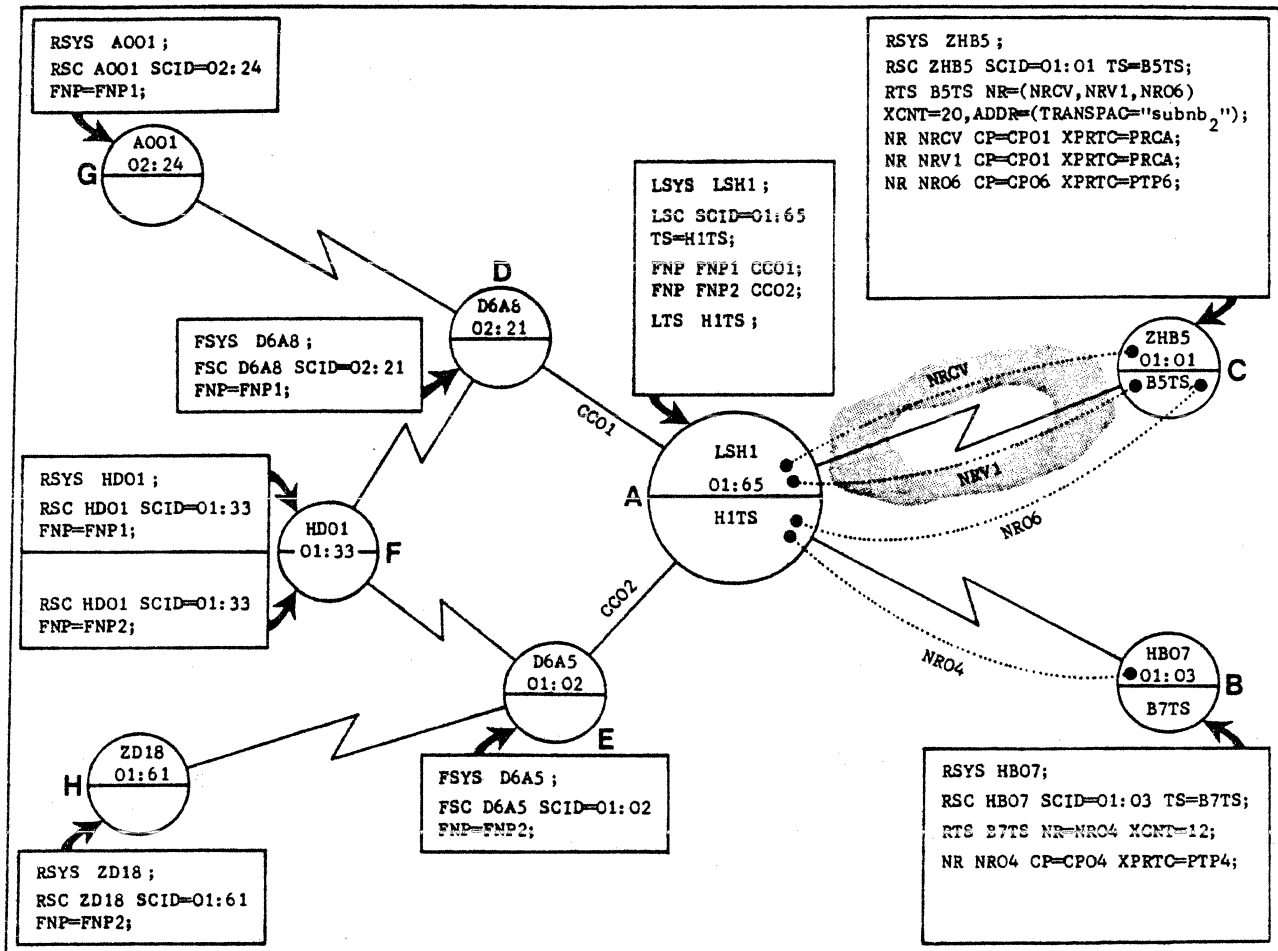 RSYS A001;
RSC A001 SCID=02:24
FNP=FNP1;
A001
02:24
G
RSYS ZHB5;
RSC ZHB5 SCID=01:01 TS=B5TS;
RTS B5TS NR=(NRCV,NRV1,NR06)
XCNT=20,ADDR=(TRANSPAC="subnb2");
NR NRCV CP=CP01 XPRTC=PRCA;
NR NRV1 CP=CP01 XPRTC=PRCA;
NR NR06 CP=CP06 XPRTC=PTP6;
LSYS LSH1;
LSC SCID=01:65
TS=H1TS;
FNP FNP1 CC01;
FNP FNP2 CC02;
LTS H1TS;
D
D6A8
02:21
FSYS D6A8;
FSC D6A8 SCID=02:21
FNP=FNP1;
ZHB5
01:01
B5TS
C
NRCV
CC01
LSH1
01:65
H1TS
A
NRV1
NR06
RSYS HD01;
RSC HD01 SCID=01:33
FNP=FNP1;
RSC HD01 SCID=01:33
FNP=FNP2;
HD01
01:33
F
CC02
NR04
D6A5
01:02
E
HB07
01:03
B7TS
B
ZD18
01:61
H
FSYS D6A5;
FSC D6A5 SCID=01:02
FNP=FNP2;
RSYS HB07;
RSC HB07 SCID=01:03 TS=B7TS;
RTS B7TS NR=NR04 XCNT=12;
NR NR04 CP=CP04 XPRTC=PTP4;
RSYS ZD18;
RSC ZD18 SCID=01:61
FNP=FNP2;